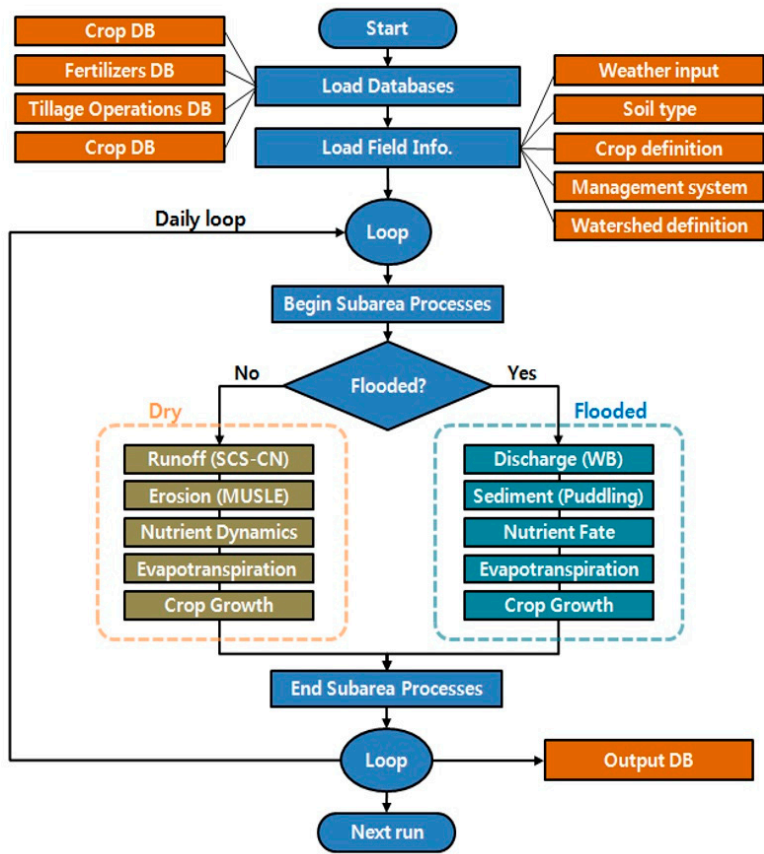 Start
Crop DB
Fertilizers DB
Tillage Operations DB
Crop DB
Load Databases
Load Field Info.
Weather input
Soil type
Crop definition
Management system
Watershed definition
Daily loop
Loop
Begin Subarea Processes
Flooded?
No
Yes
Dry
Runoff (SCS-CN)
Erosion (MUSLE)
Nutrient Dynamics
Evapotranspiration
Crop Growth
Flooded
Discharge (WB)
Sediment (Puddling)
Nutrient Fate
Evapotranspiration
Crop Growth
End Subarea Processes
Loop
Output DB
Next run